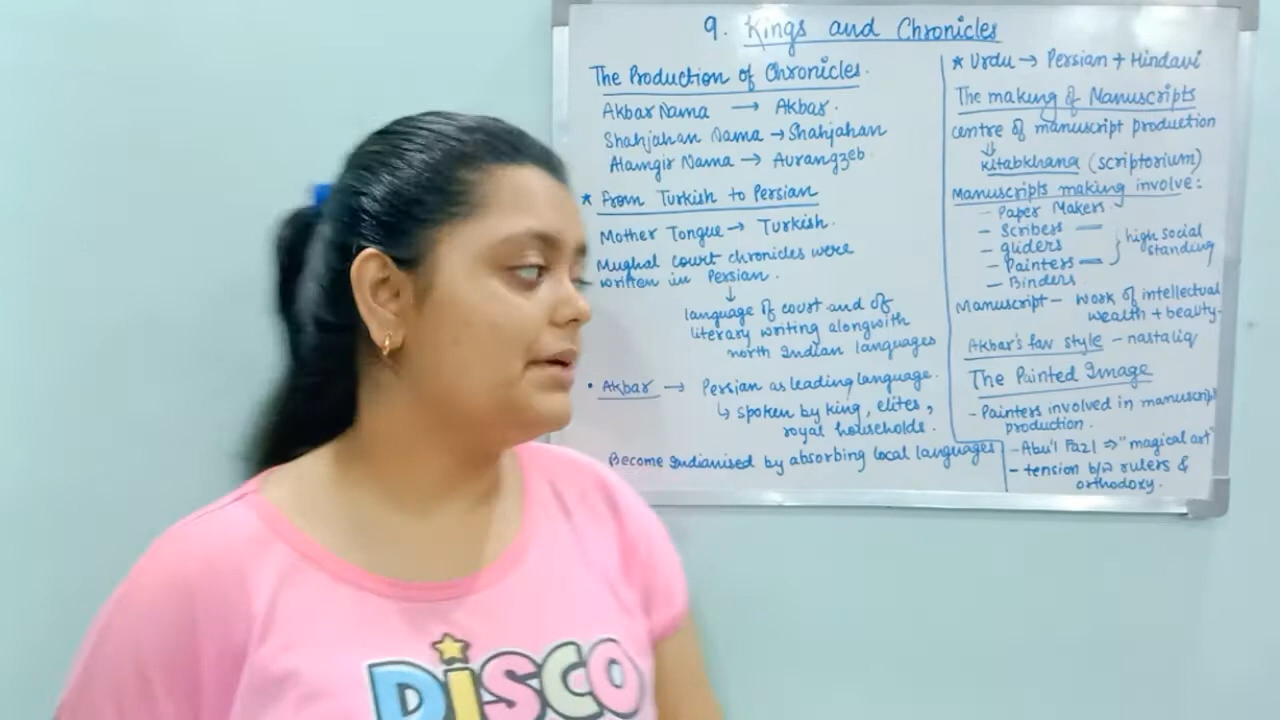 9. Kings and Chronicles
The Production of Chronicles.
Akbar Nama → Akbar.
Shahjahan Nama → Shahjahan
Alamgir Nama → Aurangzeb
* From Turkish to Persian
Mother Tongue → Turkish.
Mughal court chronicles were
written in Persian.
↓
language of court and of
literary writing alongwith
north Indian languages
• Akbar → Persian as leading language.
↳ spoken by king, elites,
royal households.
Become Indianised by absorbing local languages
* Urdu → Persian + Hindavi
The making of Manuscripts
centre of manuscript production
⇓
kitabkhana (scriptorium)
Manuscripts making involve:
- Paper Makers
- Scribers
- gliders
- Painters
- Binders
high social
standing
Manuscript - work of intellectual
wealth + beauty.
Akbar's fav style - nastaliq
The Painted Image
- Painters involved in manuscript
production.
- Abu'l Fazl ⇒ "magical art"
- tension b/w rulers &
orthodoxy.
DISCO